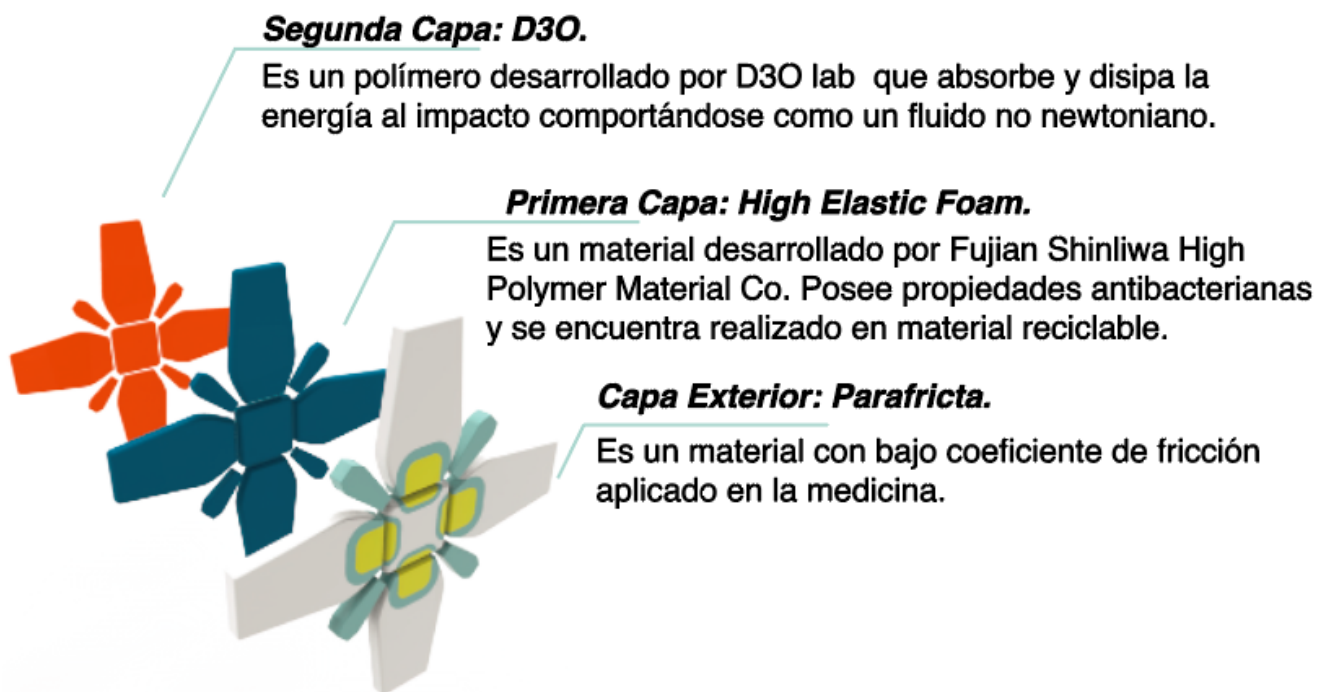 Segunda Capa: D3O.
Es un polímero desarrollado por D3O lab que absorbe y disipa la
energía al impacto comportándose como un fluido no newtoniano.
Primera Capa: High Elastic Foam.
Es un material desarrollado por Fujian Shinliwa High
Polymer Material Co. Posee propiedades antibacterianas
y se encuentra realizado en material reciclable.
Capa Exterior: Parafricta.
Es un material con bajo coeficiente de fricción
aplicado en la medicina.